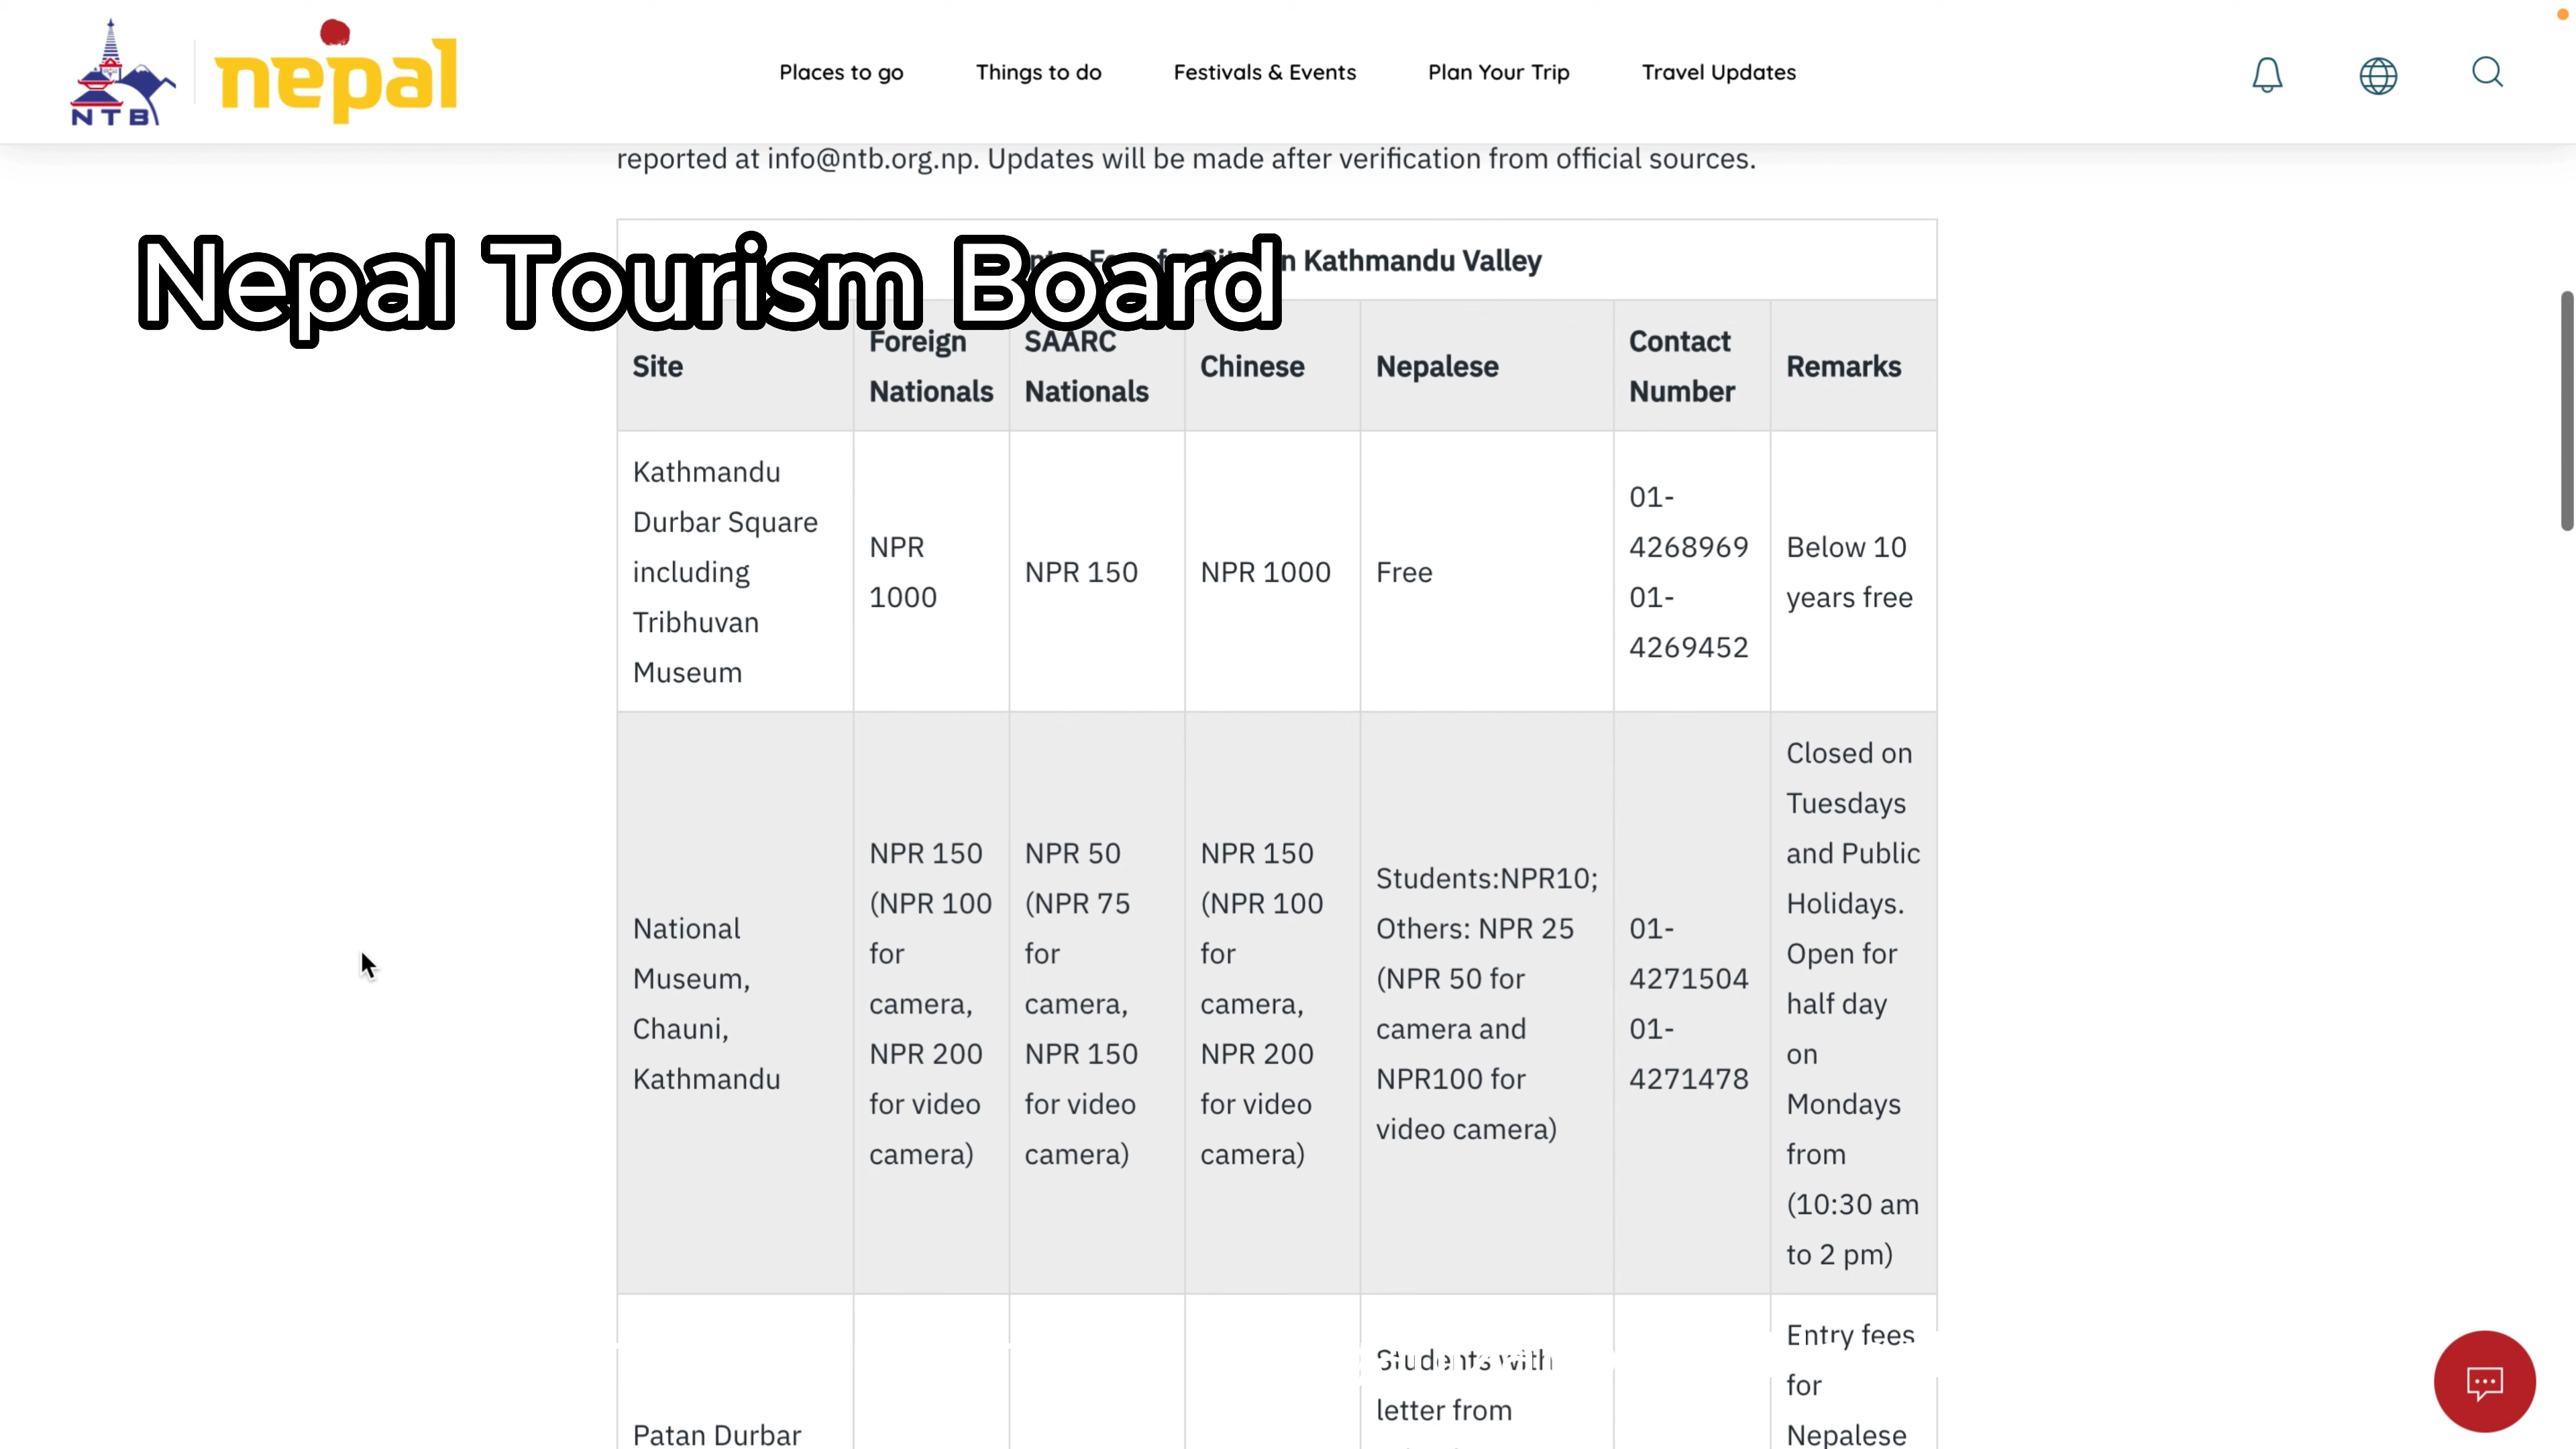 NTB
nepal
Places to go
Things to do
Festivals & Events
Plan Your Trip
Travel Updates
reported at info@ntb.org.np. Updates will be made after verification from official sources.
Nepal Tourism Board
Kathmandu Valley
Site
Foreign
Nationals
SAARC
Nationals
Chinese
Nepalese
Contact
Number
Remarks
Kathmandu
Durbar Square
including
Tribhuvan
Museum
NPR
1000
NPR 150
NPR 1000
Free
01-
4268969
01-
4269452
Below 10
years free
National
Museum,
Chauni,
Kathmandu
NPR 150
(NPR 100
for
camera,
NPR 200
for video
camera)
NPR 50
(NPR 75
for
camera,
NPR 150
for video
camera)
NPR 150
(NPR 100
for
camera,
NPR 200
for video
camera)
Students:NPR10;
Others: NPR 25
(NPR 50 for
camera and
NPR100 for
video camera)
01-
4271504
01-
4271478
Closed on
Tuesdays
and Public
Holidays.
Open for
half day
on
Mondays
from
(10:30 am
to 2 pm)
Patan Durbar
Students with
letter from
Entry fees
for
Nepalese